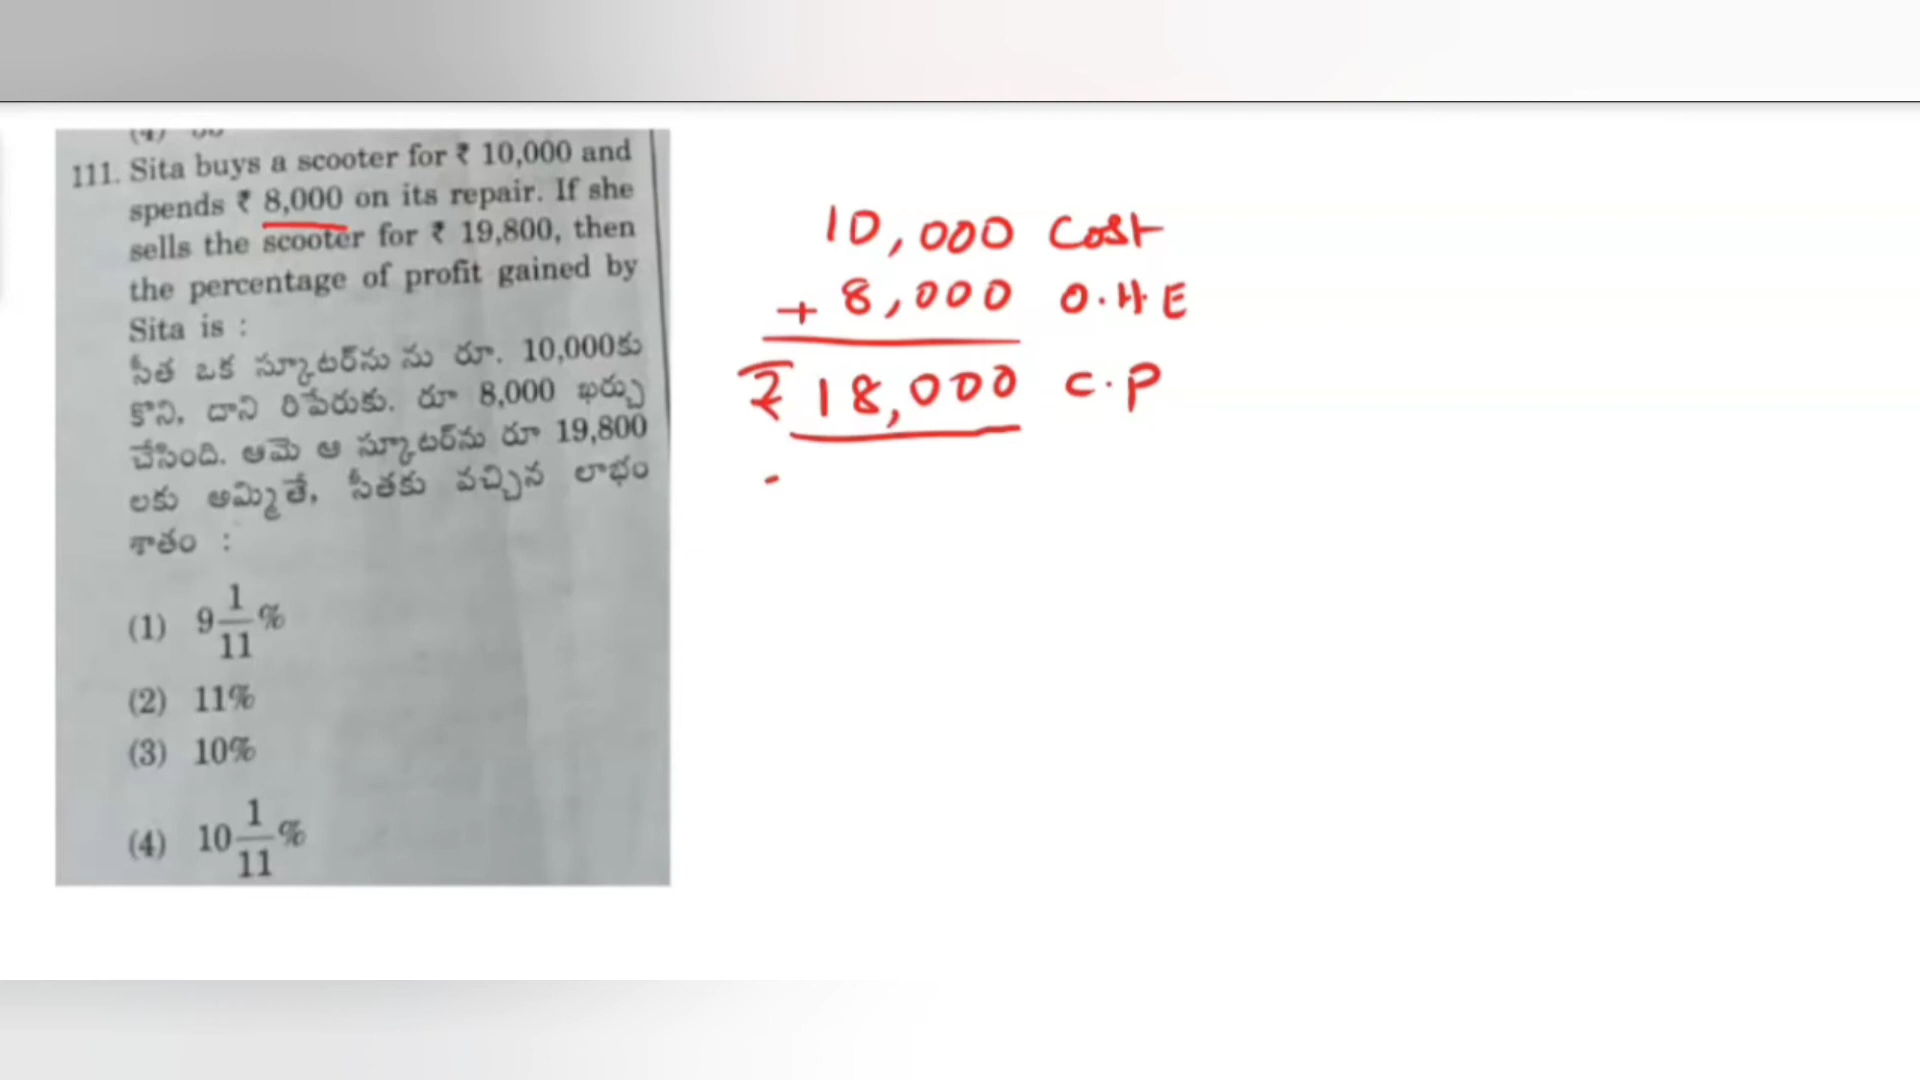 111. Sita buys a scooter for ₹ 10,000 and
spends ₹ 8,000 on its repair. If she
sells the scooter for ₹ 19,800, then
the percentage of profit gained by
Sita is :
సీత ఒక స్కూటర్‌ను ను రూ. 10,000కు
కొని, దాని రిపేరుకు. రూ 8,000 ఖర్చు
చేసింది. ఆమె ఆ స్కూటర్‌ను రూ 19,800
లకు అమ్మితే, సీతకు వచ్చిన లాభం
శాతం :
(1) 9 1/11 %
(2) 11%
(3) 10%
(4) 10 1/11 %
10,000 Cost
+ 8,000 O.H.E
₹ 18,000 C.P